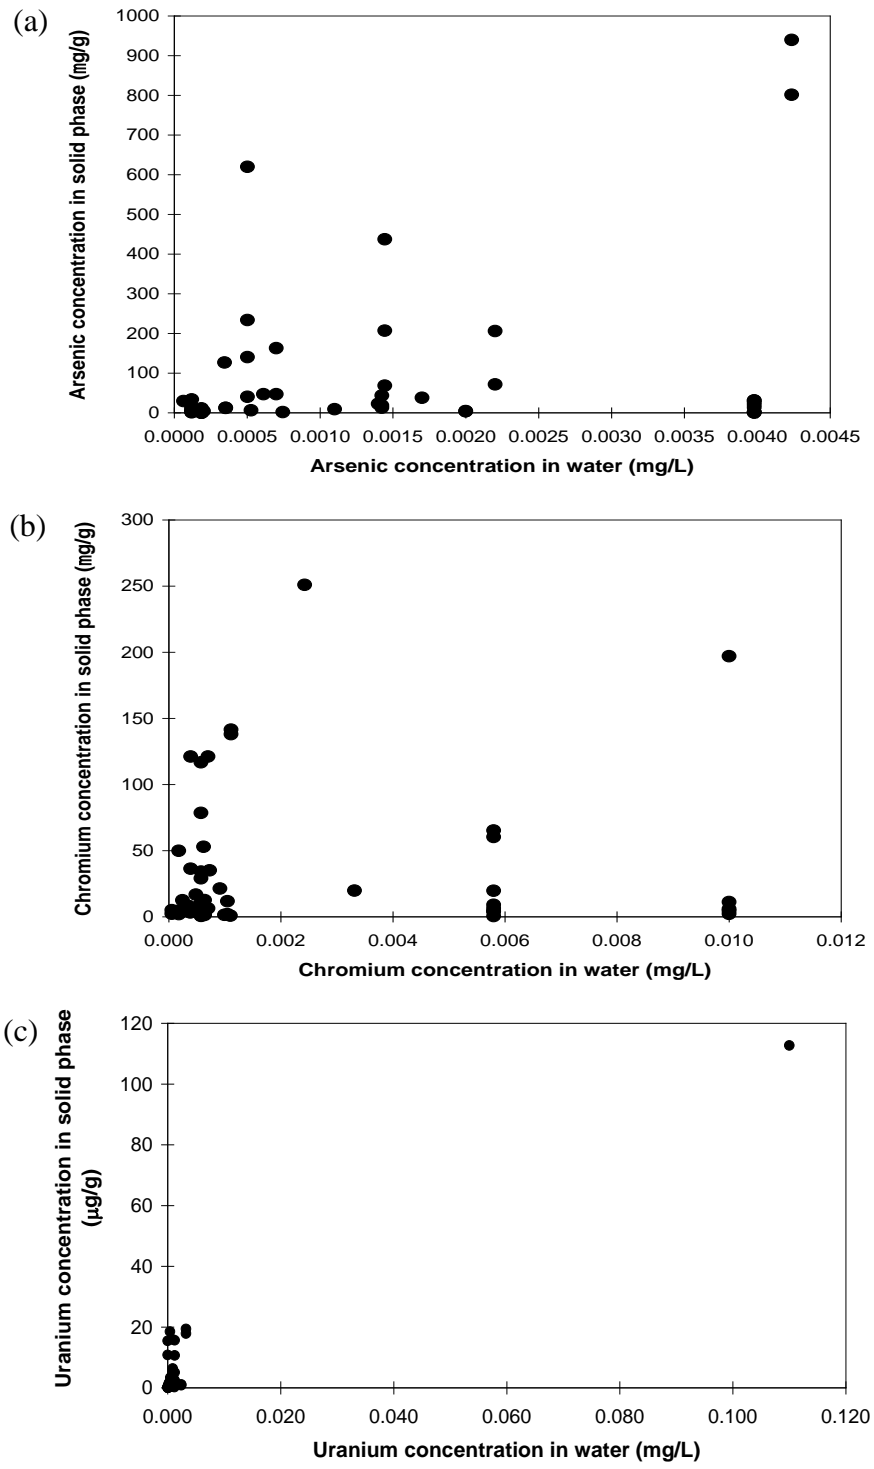 (a)
Arsenic concentration in solid phase (mg/g)
1000
900
800
700
600
500
400
300
200
100
0
0.0000 0.0005 0.0010 0.0015 0.0020 0.0025 0.0030 0.0035 0.0040 0.0045
Arsenic concentration in water (mg/L)
(b)
Chromium concentration in solid phase (mg/g)
300
250
200
150
100
50
0
0.000 0.002 0.004 0.006 0.008 0.010 0.012
Chromium concentration in water (mg/L)
(c)
Uranium concentration in solid phase
(µg/g)
120
100
80
60
40
20
0
0.000 0.020 0.040 0.060 0.080 0.100 0.120
Uranium concentration in water (mg/L)